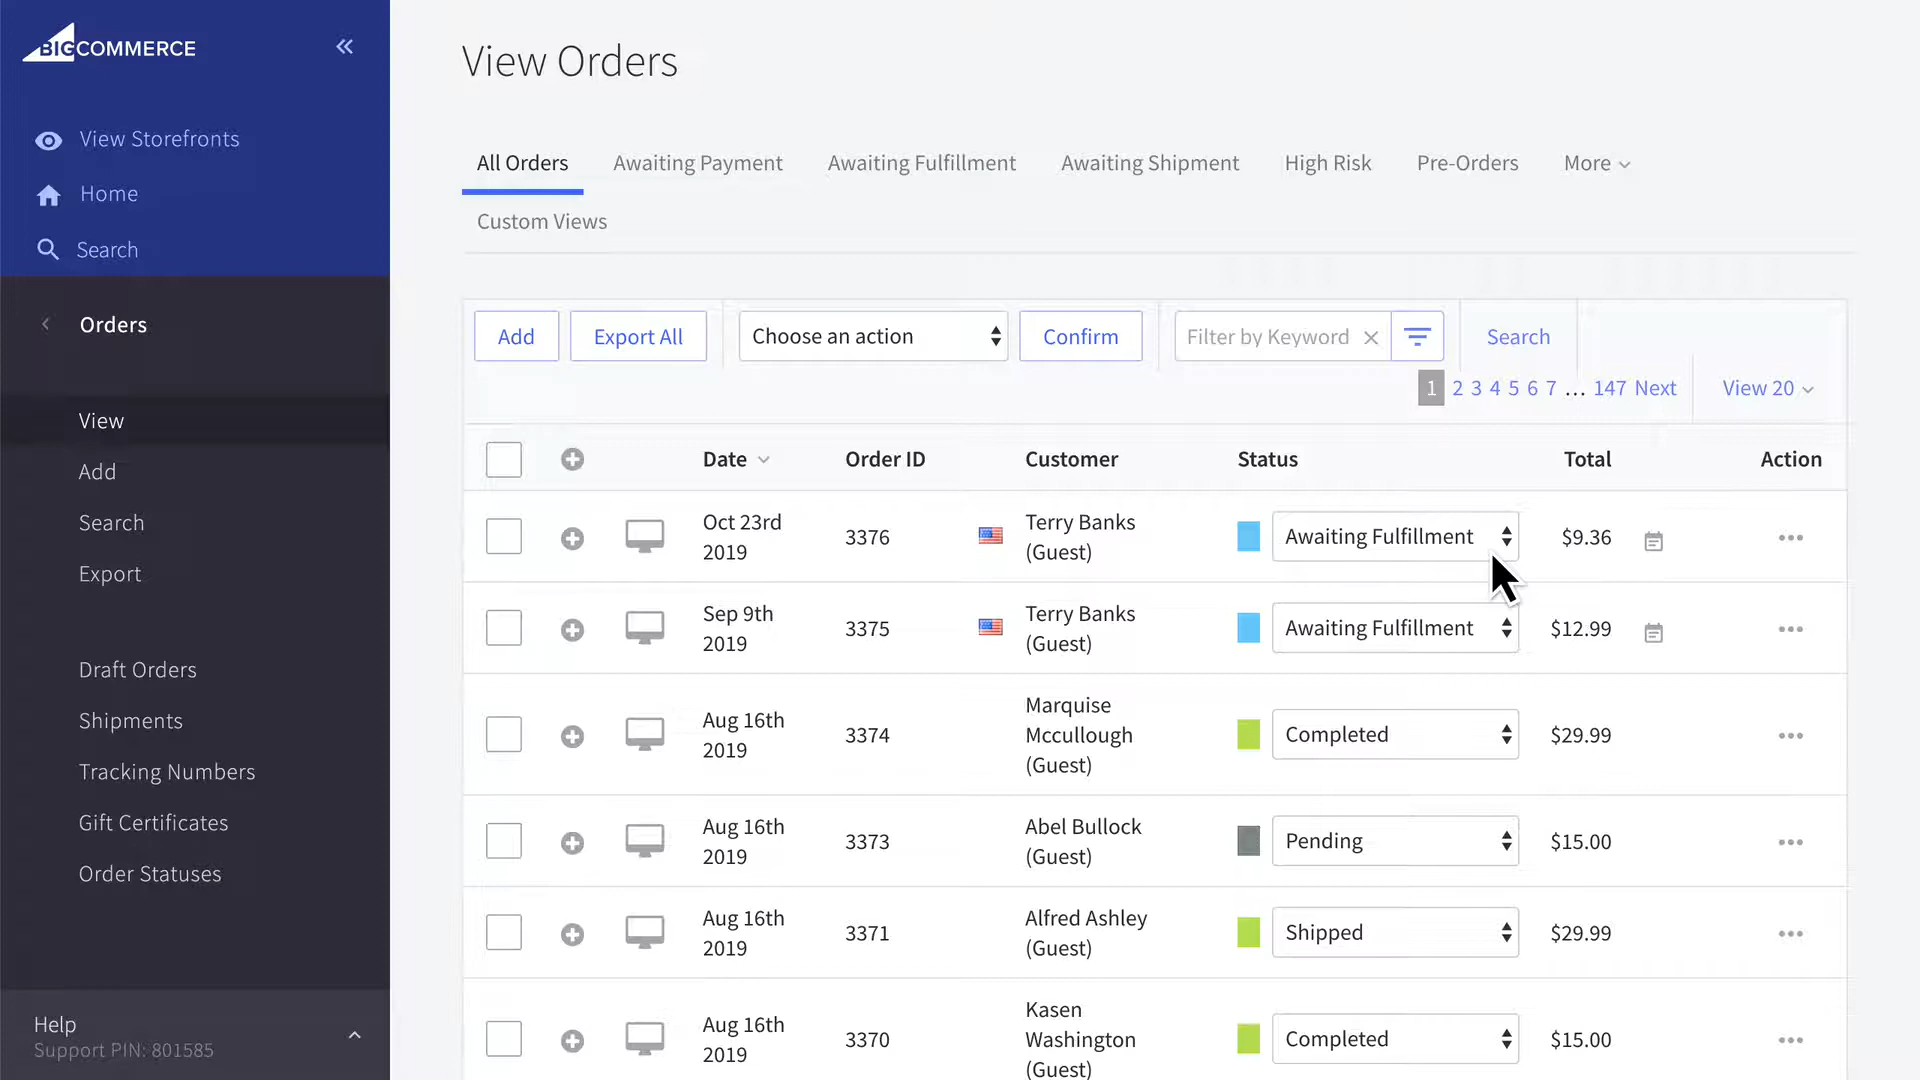 BIGCOMMERCE
View Storefronts
Home
Search
Orders
View
Add
Search
Export
Draft Orders
Shipments
Tracking Numbers
Gift Certificates
Order Statuses
Help
Support PIN: 801585
View Orders
All Orders Awaiting Payment Awaiting Fulfillment Awaiting Shipment High Risk Pre-Orders More
Custom Views
Add Export All Choose an action Confirm Filter by Keyword Search
1 2 3 4 5 6 7 ... 147 Next View 20
Date Order ID Customer Status Total Action
Oct 23rd
2019
3376
Terry Banks
(Guest)
Awaiting Fulfillment
$9.36
Sep 9th
2019
3375
Terry Banks
(Guest)
Awaiting Fulfillment
$12.99
Aug 16th
2019
3374
Marquise
Mccullough
(Guest)
Completed
$29.99
Aug 16th
2019
3373
Abel Bullock
(Guest)
Pending
$15.00
Aug 16th
2019
3371
Alfred Ashley
(Guest)
Shipped
$29.99
Aug 16th
2019
3370
Kasen
Washington
(Guest)
Completed
$15.00